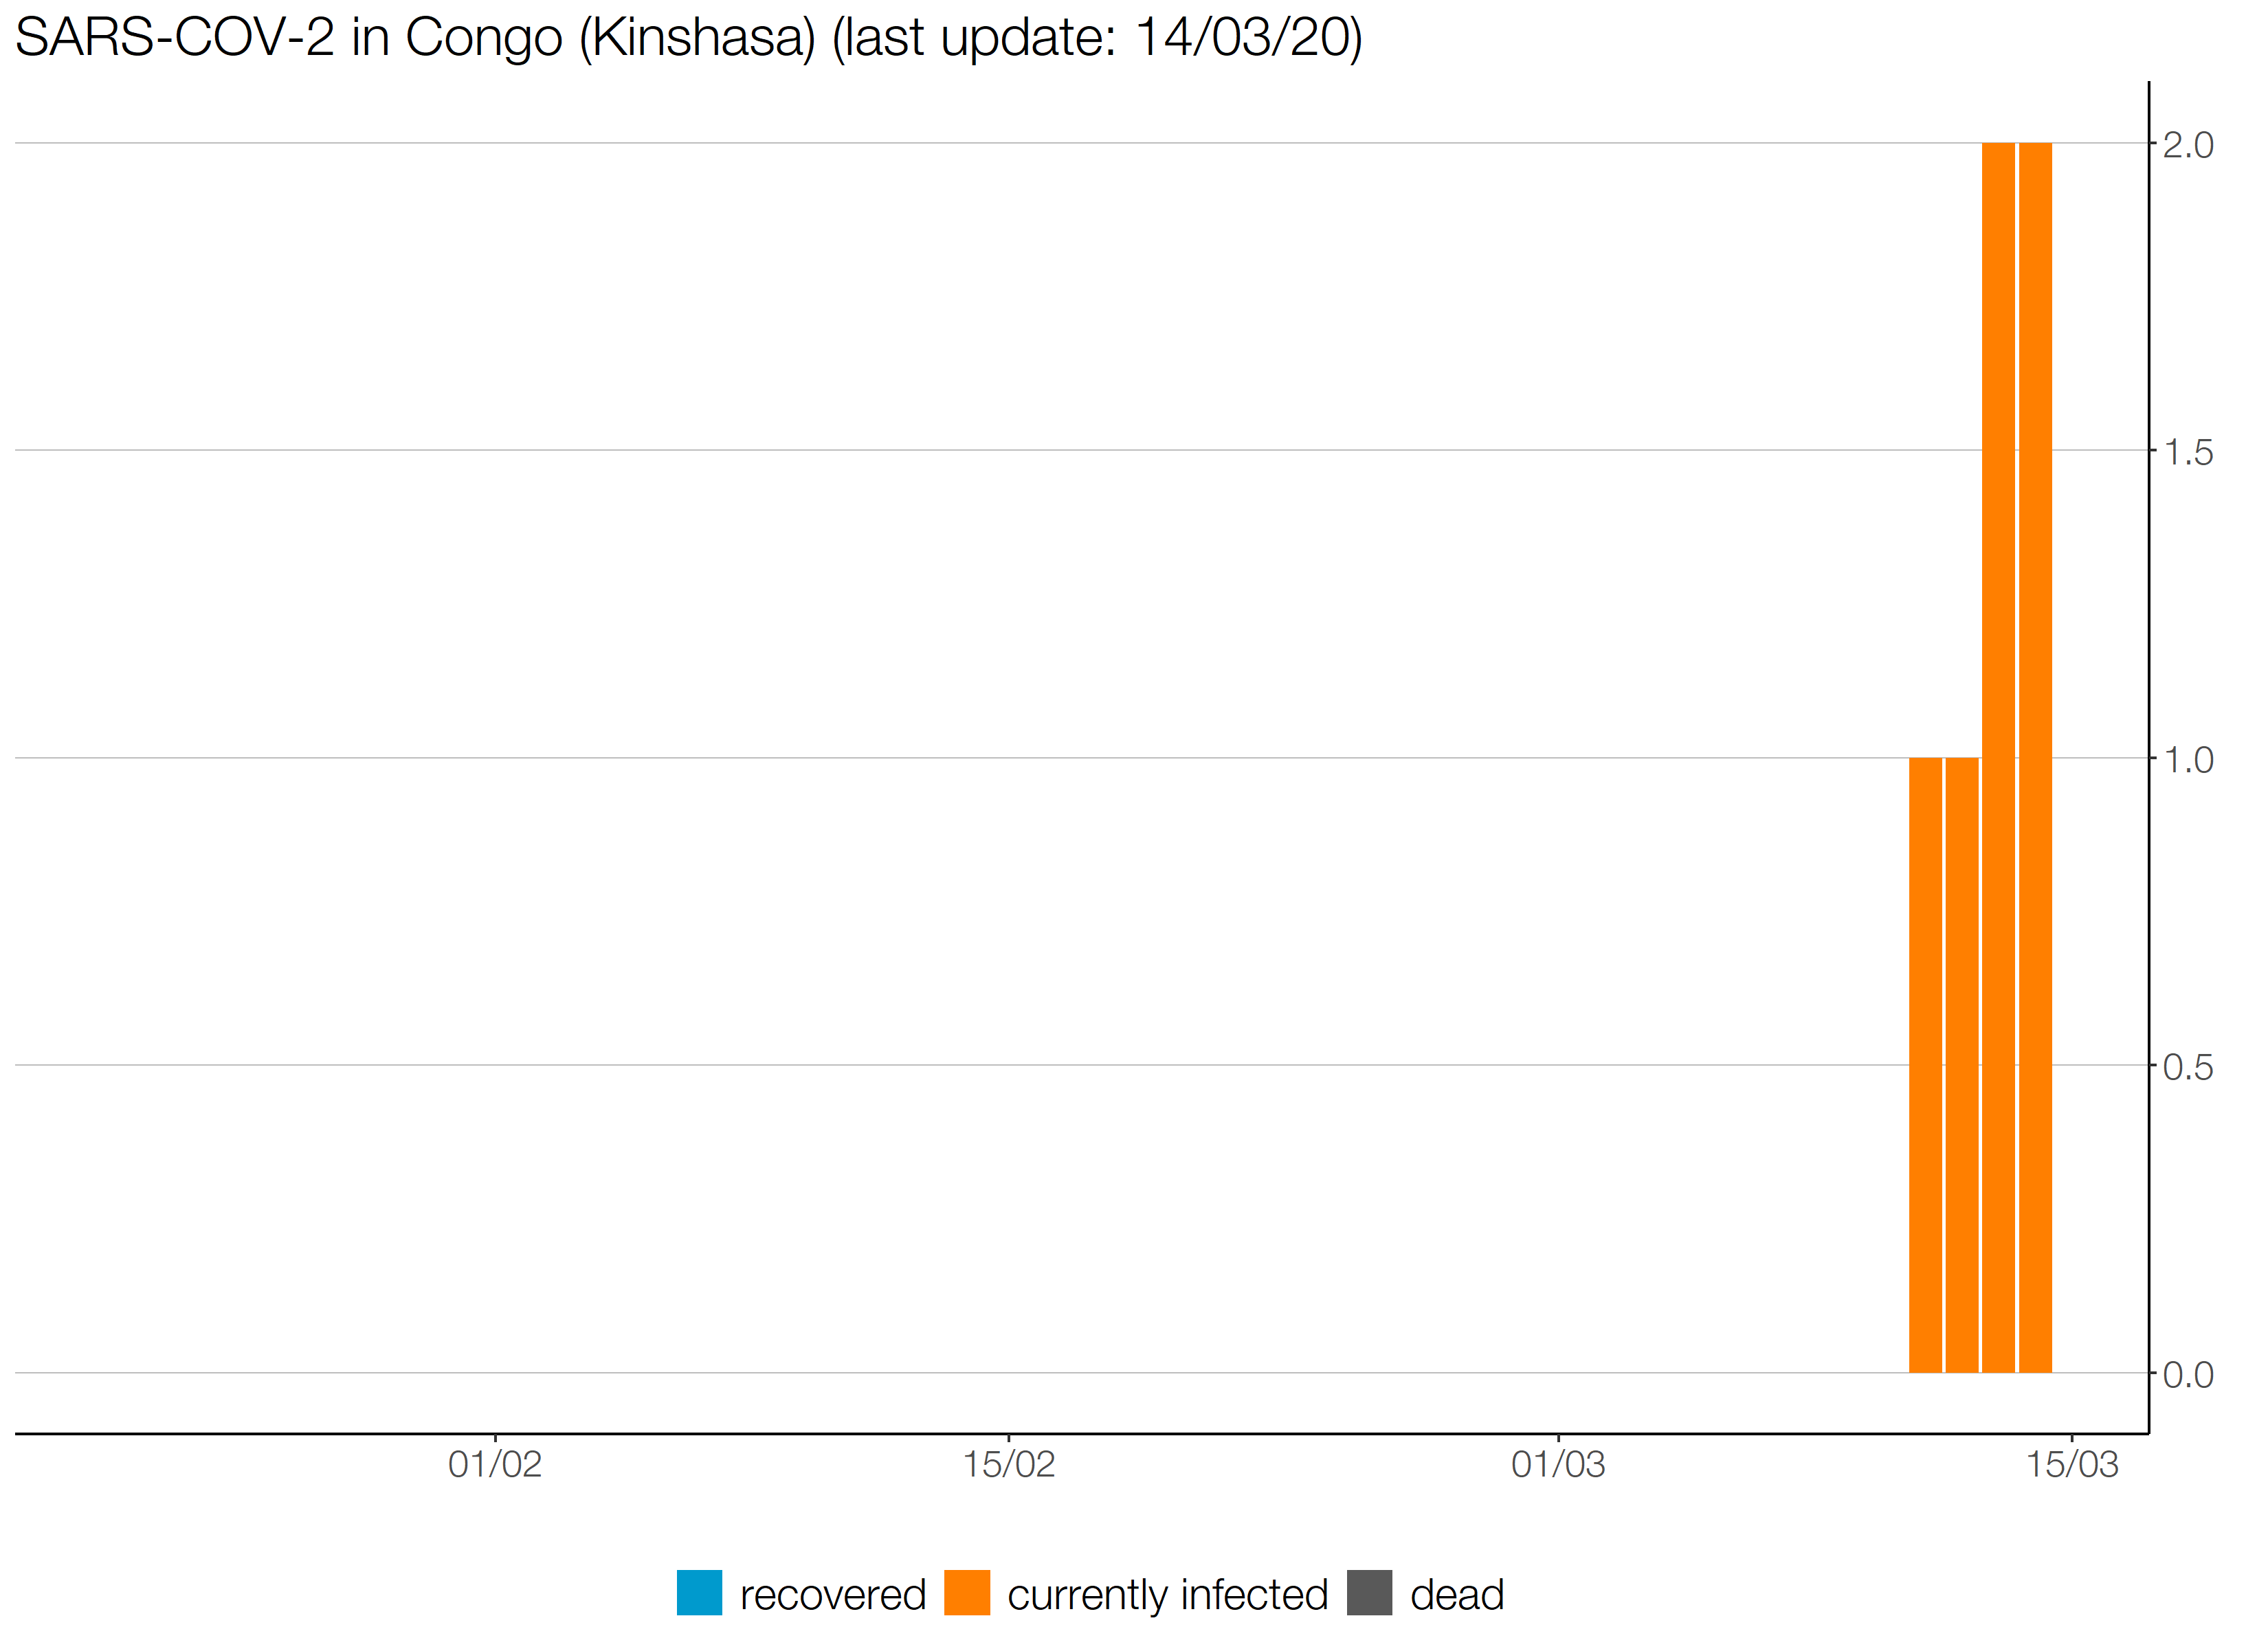 SARS-COV-2 in Congo (Kinshasa) (last update: 14/03/20)
2.0
1.5
1.0
0.5
0.0
01/02 15/02 01/03 15/03
recovered currently infected dead